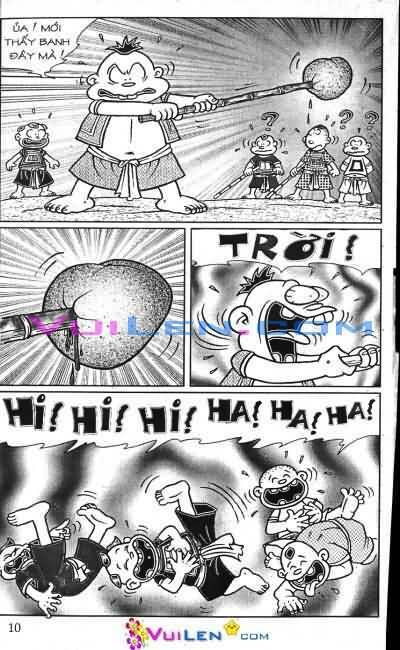 ỦA! MỚI
THẤY BANH
ĐÂY MÀ!
? ? ?
TRỜI!
VUILEN.COM
HI! HI! HI! HA! HA! HA!
10
VUILEN.COM